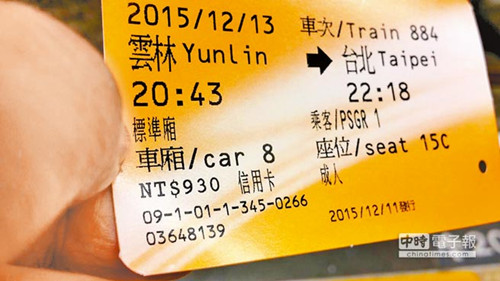 2015/12/13 車次/Train 884
雲林 Yunlin → 台北 Taipei
20:43 22:18
標準廂 乘客/PSGR 1
車廂/car 8 座位/seat 15C
NT$930 信用卡 成人
09-1-01-1-345-0266 2015/12/11發行
03648139
中時電子報
chinatimes.com